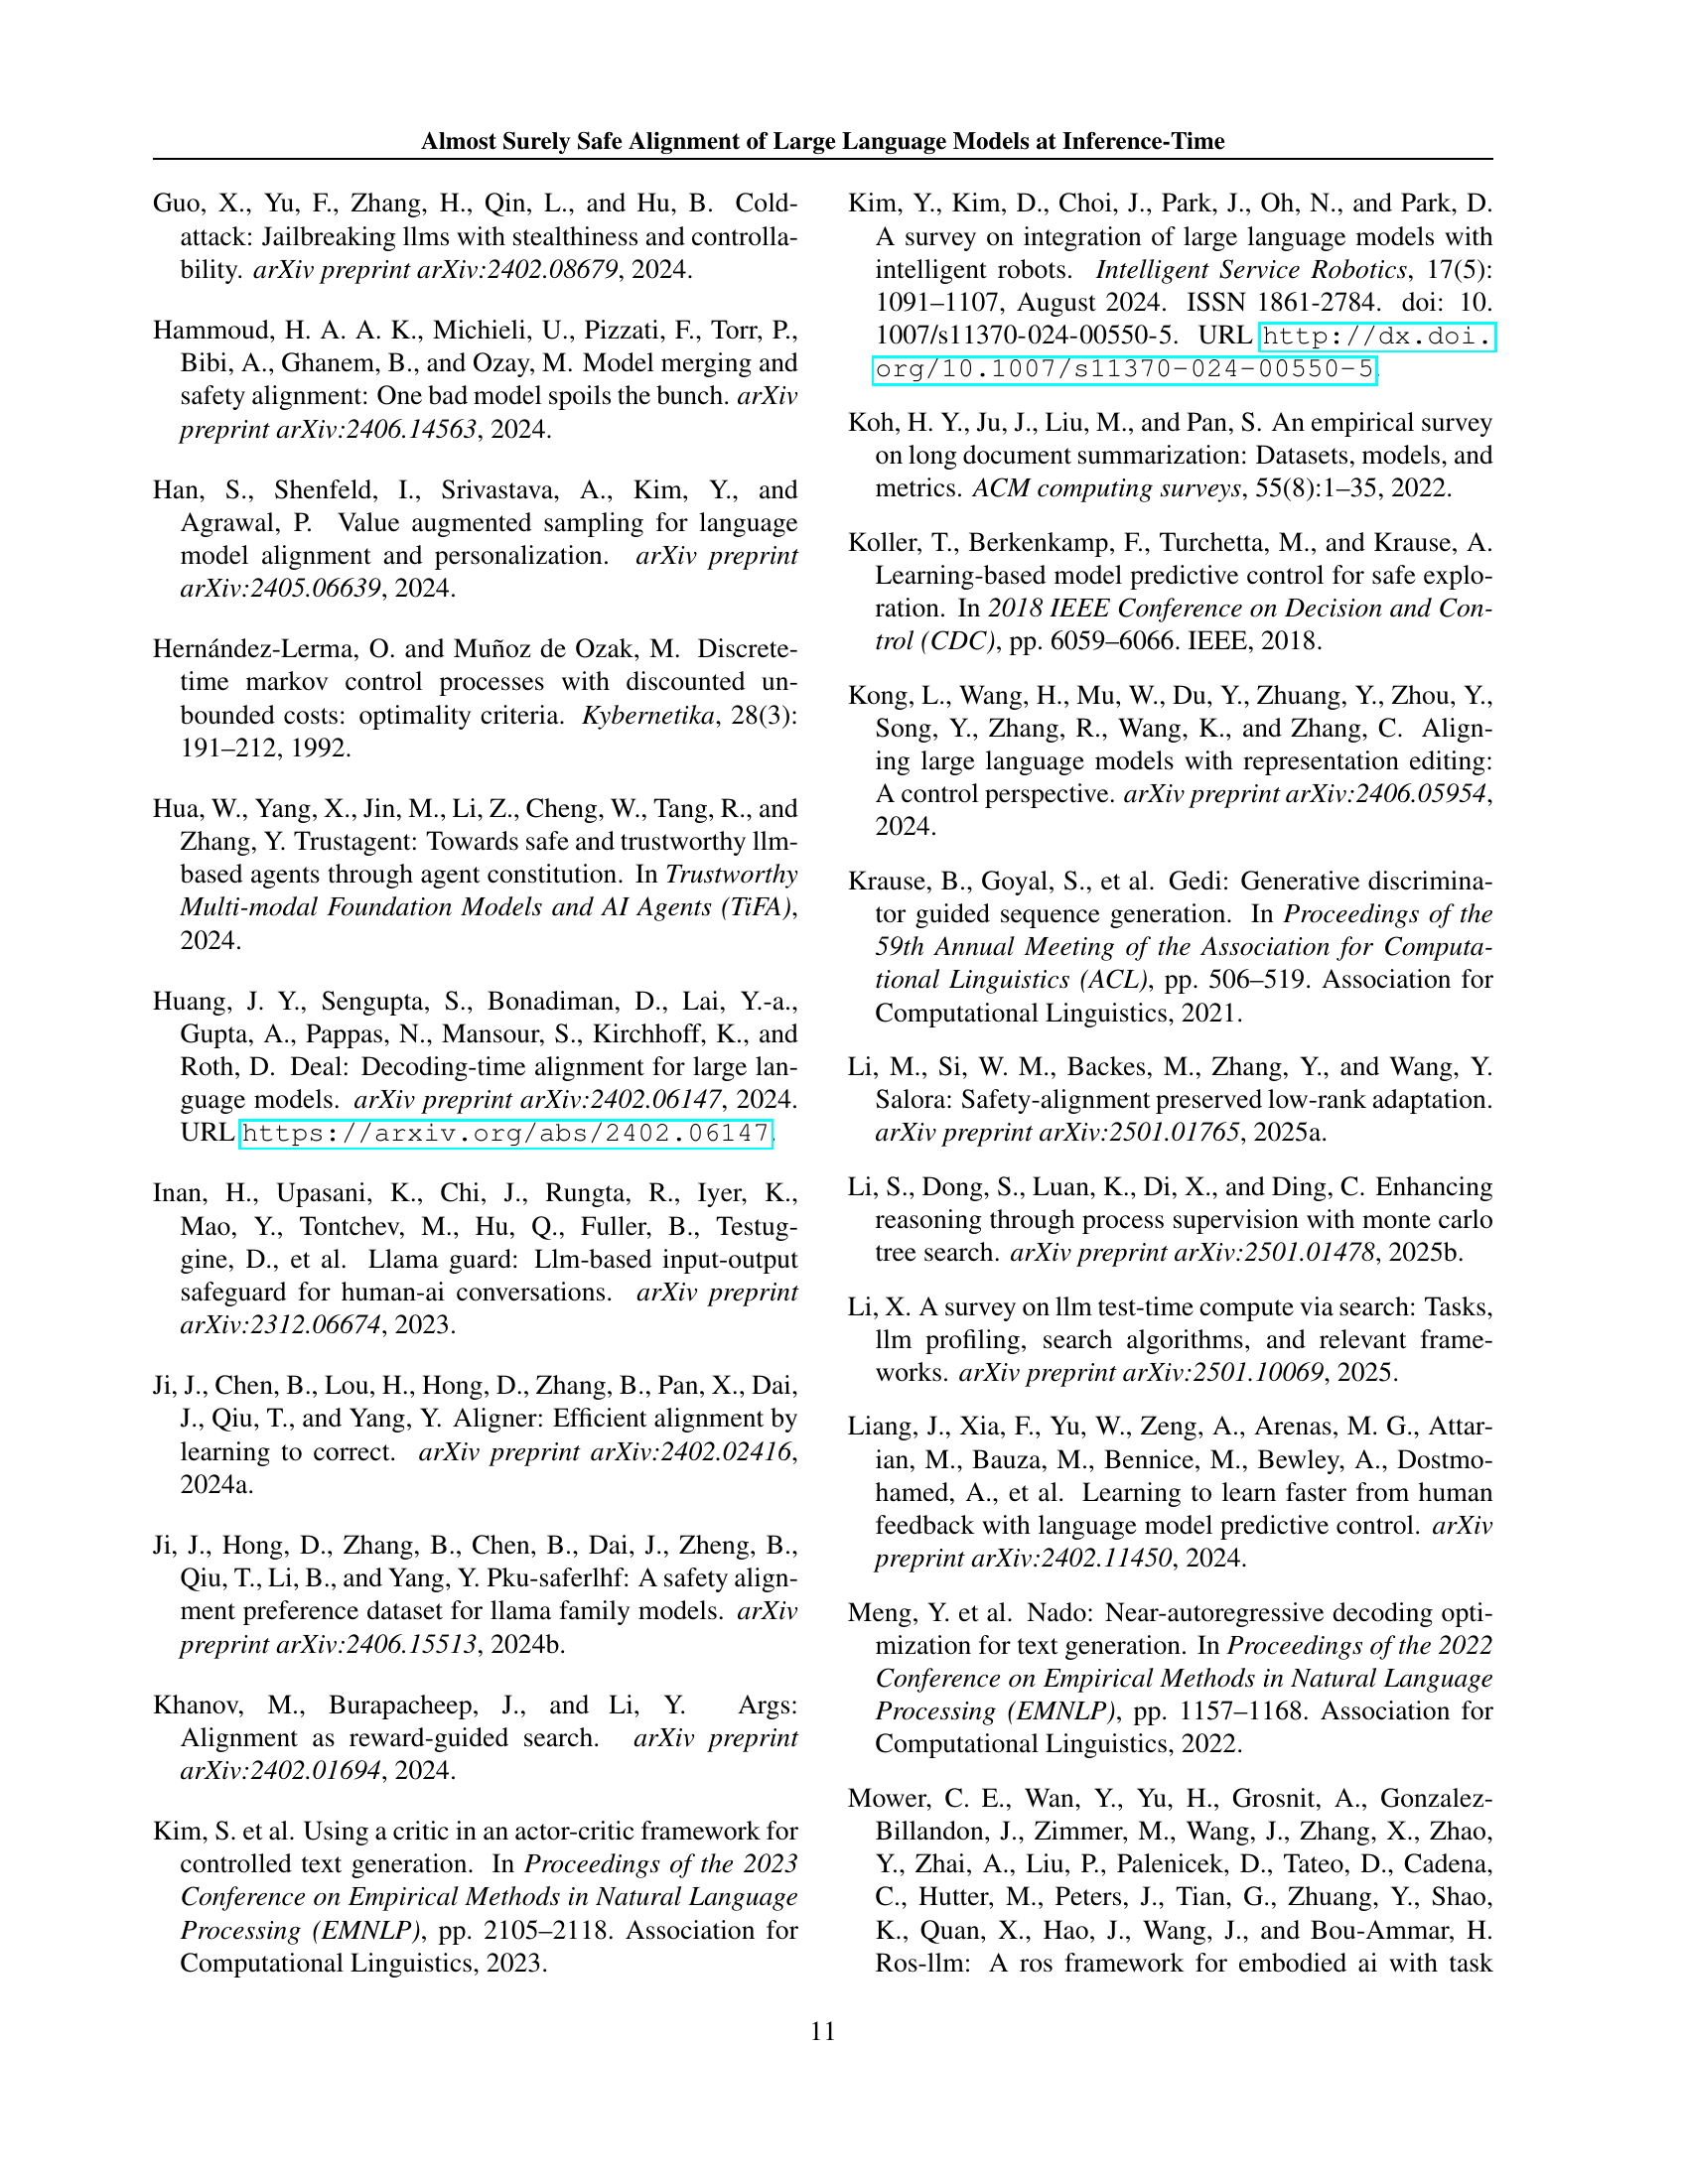 Almost Surely Safe Alignment of Large Language Models at Inference-Time
Guo, X., Yu, F., Zhang, H., Qin, L., and Hu, B. Cold-
attack: Jailbreaking llms with stealthiness and controlla-
bility. arXiv preprint arXiv:2402.08679, 2024.
Hammoud, H. A. A. K., Michieli, U., Pizzati, F., Torr, P.,
Bibi, A., Ghanem, B., and Ozay, M. Model merging and
safety alignment: One bad model spoils the bunch. arXiv
preprint arXiv:2406.14563, 2024.
Han, S., Shenfeld, I., Srivastava, A., Kim, Y., and
Agrawal, P. Value augmented sampling for language
model alignment and personalization. arXiv preprint
arXiv:2405.06639, 2024.
Hernández-Lerma, O. and Muñoz de Ozak, M. Discrete-
time markov control processes with discounted un-
bounded costs: optimality criteria. Kybernetika, 28(3):
191–212, 1992.
Hua, W., Yang, X., Jin, M., Li, Z., Cheng, W., Tang, R., and
Zhang, Y. Trustagent: Towards safe and trustworthy llm-
based agents through agent constitution. In Trustworthy
Multi-modal Foundation Models and AI Agents (TiFA),
2024.
Huang, J. Y., Sengupta, S., Bonadiman, D., Lai, Y.-a.,
Gupta, A., Pappas, N., Mansour, S., Kirchhoff, K., and
Roth, D. Deal: Decoding-time alignment for large lan-
guage models. arXiv preprint arXiv:2402.06147, 2024.
URL https://arxiv.org/abs/2402.06147.
Inan, H., Upasani, K., Chi, J., Rungta, R., Iyer, K.,
Mao, Y., Tontchev, M., Hu, Q., Fuller, B., Testug-
gine, D., et al. Llama guard: Llm-based input-output
safeguard for human-ai conversations. arXiv preprint
arXiv:2312.06674, 2023.
Ji, J., Chen, B., Lou, H., Hong, D., Zhang, B., Pan, X., Dai,
J., Qiu, T., and Yang, Y. Aligner: Efficient alignment by
learning to correct. arXiv preprint arXiv:2402.02416,
2024a.
Ji, J., Hong, D., Zhang, B., Chen, B., Dai, J., Zheng, B.,
Qiu, T., Li, B., and Yang, Y. Pku-saferlhf: A safety align-
ment preference dataset for llama family models. arXiv
preprint arXiv:2406.15513, 2024b.
Khanov, M., Burapacheep, J., and Li, Y. Args:
Alignment as reward-guided search. arXiv preprint
arXiv:2402.01694, 2024.
Kim, S. et al. Using a critic in an actor-critic framework for
controlled text generation. In Proceedings of the 2023
Conference on Empirical Methods in Natural Language
Processing (EMNLP), pp. 2105–2118. Association for
Computational Linguistics, 2023.
Kim, Y., Kim, D., Choi, J., Park, J., Oh, N., and Park, D.
A survey on integration of large language models with
intelligent robots. Intelligent Service Robotics, 17(5):
1091–1107, August 2024. ISSN 1861-2784. doi: 10.
1007/s11370-024-00550-5. URL http://dx.doi.
org/10.1007/s11370-024-00550-5.
Koh, H. Y., Ju, J., Liu, M., and Pan, S. An empirical survey
on long document summarization: Datasets, models, and
metrics. ACM computing surveys, 55(8):1–35, 2022.
Koller, T., Berkenkamp, F., Turchetta, M., and Krause, A.
Learning-based model predictive control for safe explo-
ration. In 2018 IEEE Conference on Decision and Con-
trol (CDC), pp. 6059–6066. IEEE, 2018.
Kong, L., Wang, H., Mu, W., Du, Y., Zhuang, Y., Zhou, Y.,
Song, Y., Zhang, R., Wang, K., and Zhang, C. Align-
ing large language models with representation editing:
A control perspective. arXiv preprint arXiv:2406.05954,
2024.
Krause, B., Goyal, S., et al. Gedi: Generative discrimina-
tor guided sequence generation. In Proceedings of the
59th Annual Meeting of the Association for Computa-
tional Linguistics (ACL), pp. 506–519. Association for
Computational Linguistics, 2021.
Li, M., Si, W. M., Backes, M., Zhang, Y., and Wang, Y.
Salora: Safety-alignment preserved low-rank adaptation.
arXiv preprint arXiv:2501.01765, 2025a.
Li, S., Dong, S., Luan, K., Di, X., and Ding, C. Enhancing
reasoning through process supervision with monte carlo
tree search. arXiv preprint arXiv:2501.01478, 2025b.
Li, X. A survey on llm test-time compute via search: Tasks,
llm profiling, search algorithms, and relevant frame-
works. arXiv preprint arXiv:2501.10069, 2025.
Liang, J., Xia, F., Yu, W., Zeng, A., Arenas, M. G., Attar-
ian, M., Bauza, M., Bennice, M., Bewley, A., Dostmo-
hamed, A., et al. Learning to learn faster from human
feedback with language model predictive control. arXiv
preprint arXiv:2402.11450, 2024.
Meng, Y. et al. Nado: Near-autoregressive decoding opti-
mization for text generation. In Proceedings of the 2022
Conference on Empirical Methods in Natural Language
Processing (EMNLP), pp. 1157–1168. Association for
Computational Linguistics, 2022.
Mower, C. E., Wan, Y., Yu, H., Grosnit, A., Gonzalez-
Billandon, J., Zimmer, M., Wang, J., Zhang, X., Zhao,
Y., Zhai, A., Liu, P., Palenicek, D., Tateo, D., Cadena,
C., Hutter, M., Peters, J., Tian, G., Zhuang, Y., Shao,
K., Quan, X., Hao, J., Wang, J., and Bou-Ammar, H.
Ros-llm: A ros framework for embodied ai with task
11